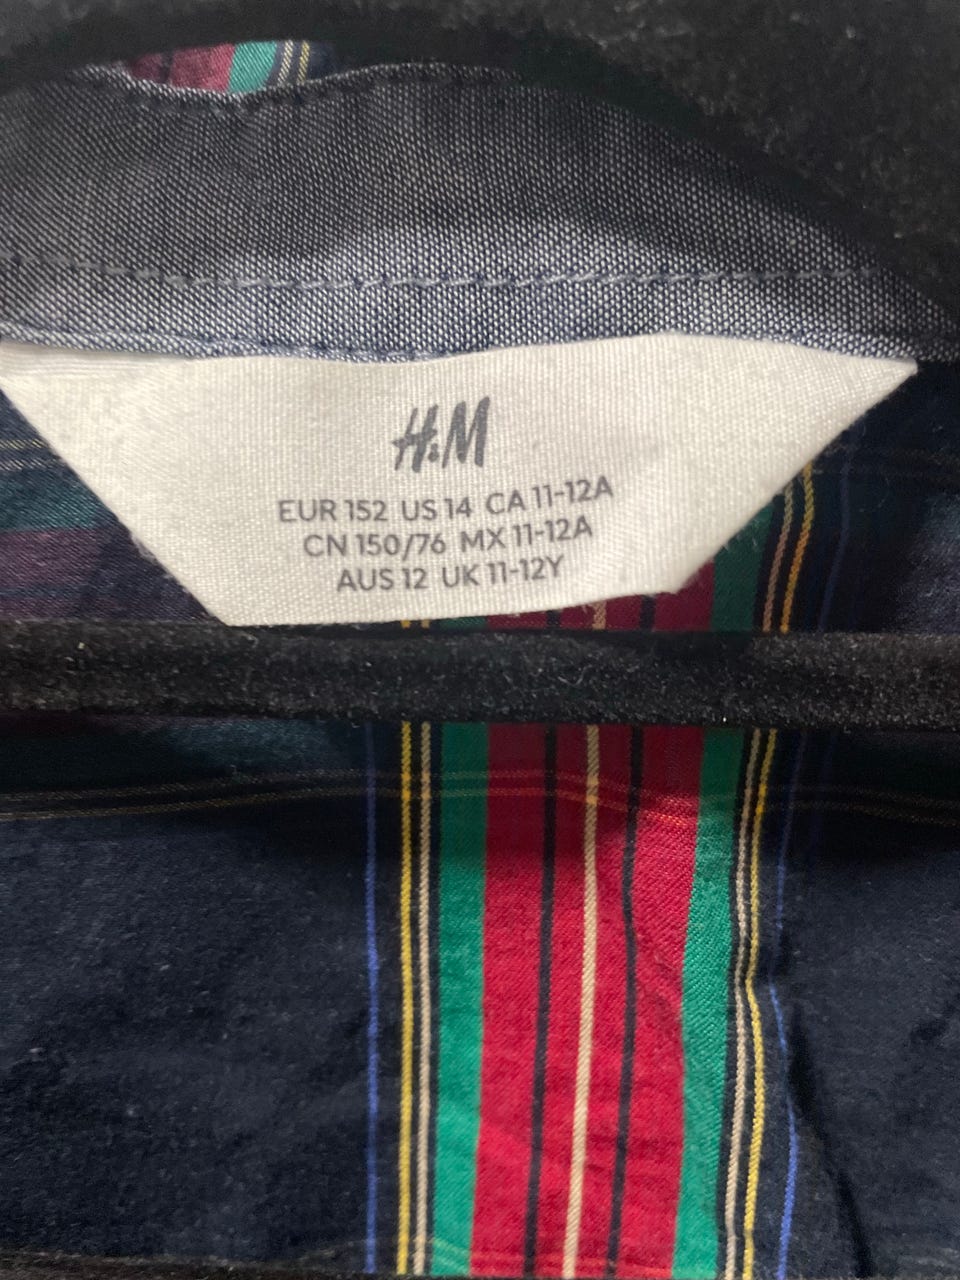 H&M
EUR 152 US 14 CA 11-12A
CN 150/76 MX 11-12A
AUS 12 UK 11-12Y